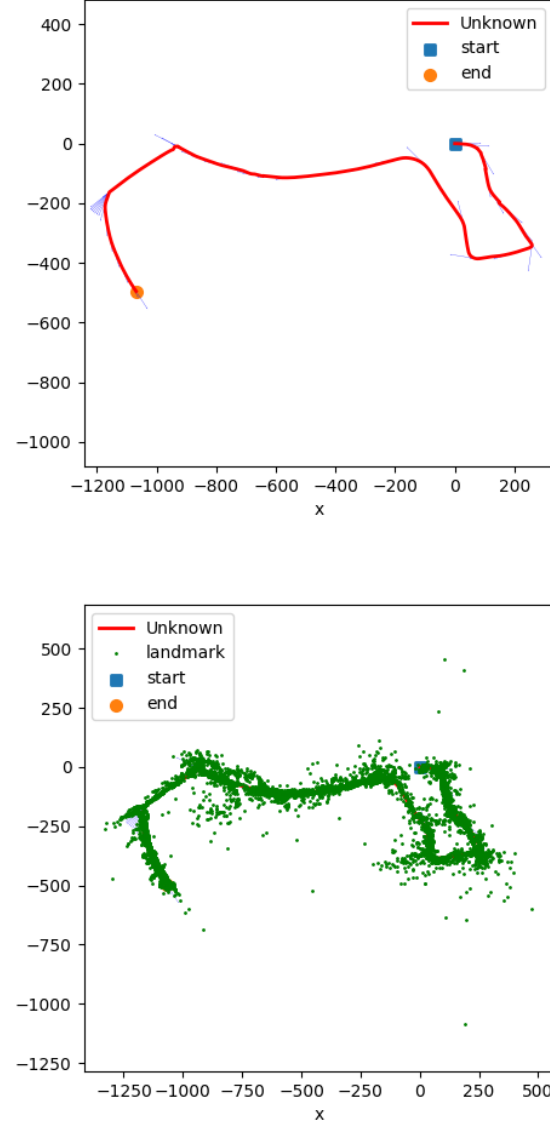 400
200
0
−200
−400
−600
−800
−1000
−1200 −1000 −800 −600 −400 −200 0 200
x
Unknown
start
end
500
250
0
−250
−500
−750
−1000
−1250
−1250 −1000 −750 −500 −250 0 250 500
x
Unknown
landmark
start
end